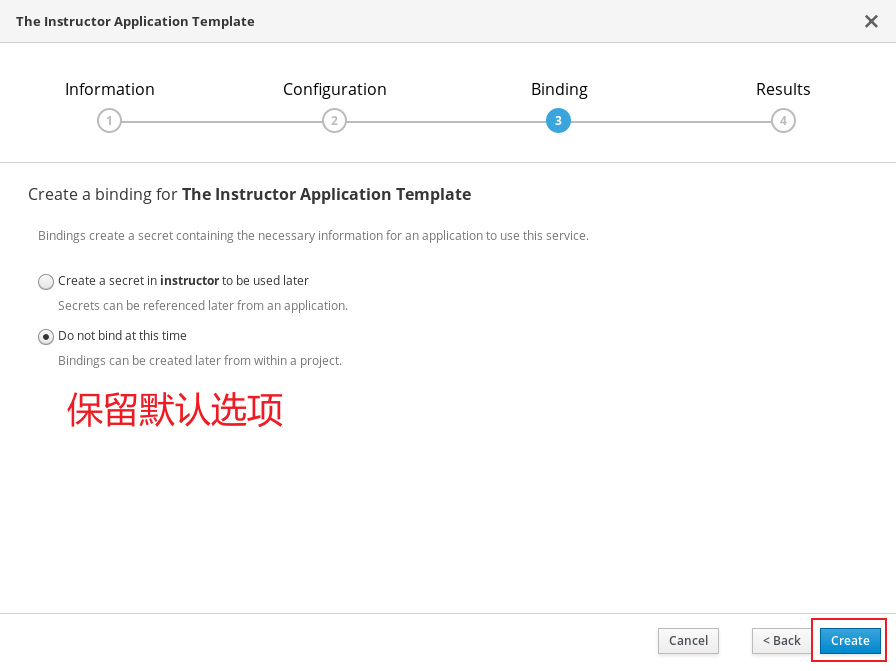 The Instructor Application Template
Information
Configuration
Binding
Results
1
2
3
4
Create a binding for The Instructor Application Template
Bindings create a secret containing the necessary information for an application to use this service.
Create a secret in instructor to be used later
Secrets can be referenced later from an application.
Do not bind at this time
Bindings can be created later from within a project.
保留默认选项
Cancel
< Back
Create